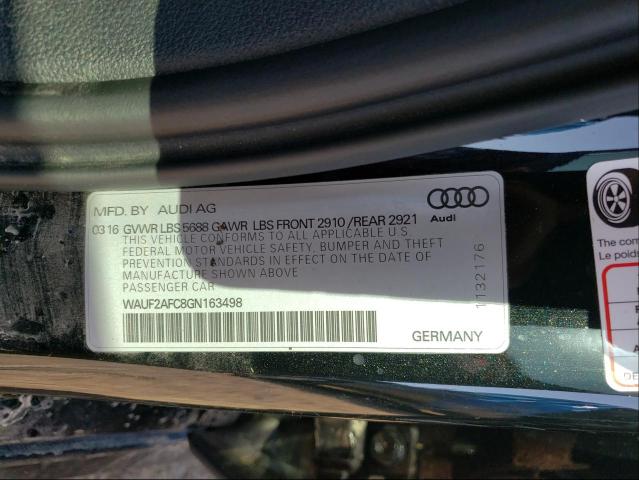 MFD. BY AUDI AG
03 16 GVWR LBS 5688 GAWR LBS FRONT 2910 /REAR 2921
THIS VEHICLE CONFORMS TO ALL APPLICABLE U.S.
FEDERAL MOTOR VEHICLE SAFETY, BUMPER AND THEFT
PREVENTION STANDARDS IN EFFECT ON THE DATE OF
MANUFACTURE SHOWN ABOVE
PASSENGER CAR
WAUF2AFC8GN163498
GERMANY
Audi
1132176
The com
Le poids